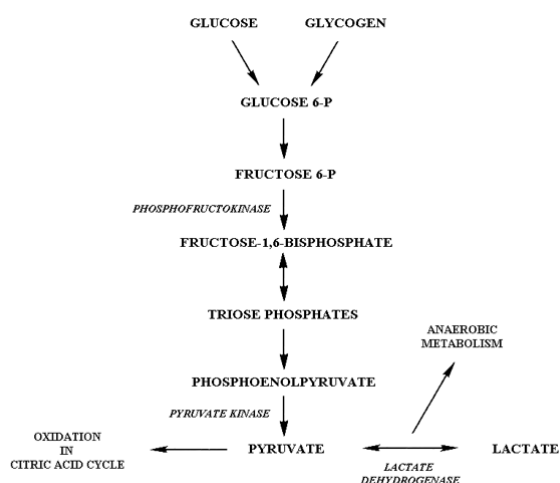 GLUCOSE GLYCOGEN
GLUCOSE 6-P
FRUCTOSE 6-P
PHOSPHOFRUCTOKINASE
FRUCTOSE-1,6-BISPHOSPHATE
TRIOSE PHOSPHATES
ANAEROBIC
METABOLISM
PHOSPHOENOLPYRUVATE
PYRUVATE KINASE
OXIDATION
IN
CITRIC ACID CYCLE
PYRUVATE
LACTATE
LACTATE
DEHYDROGENASE